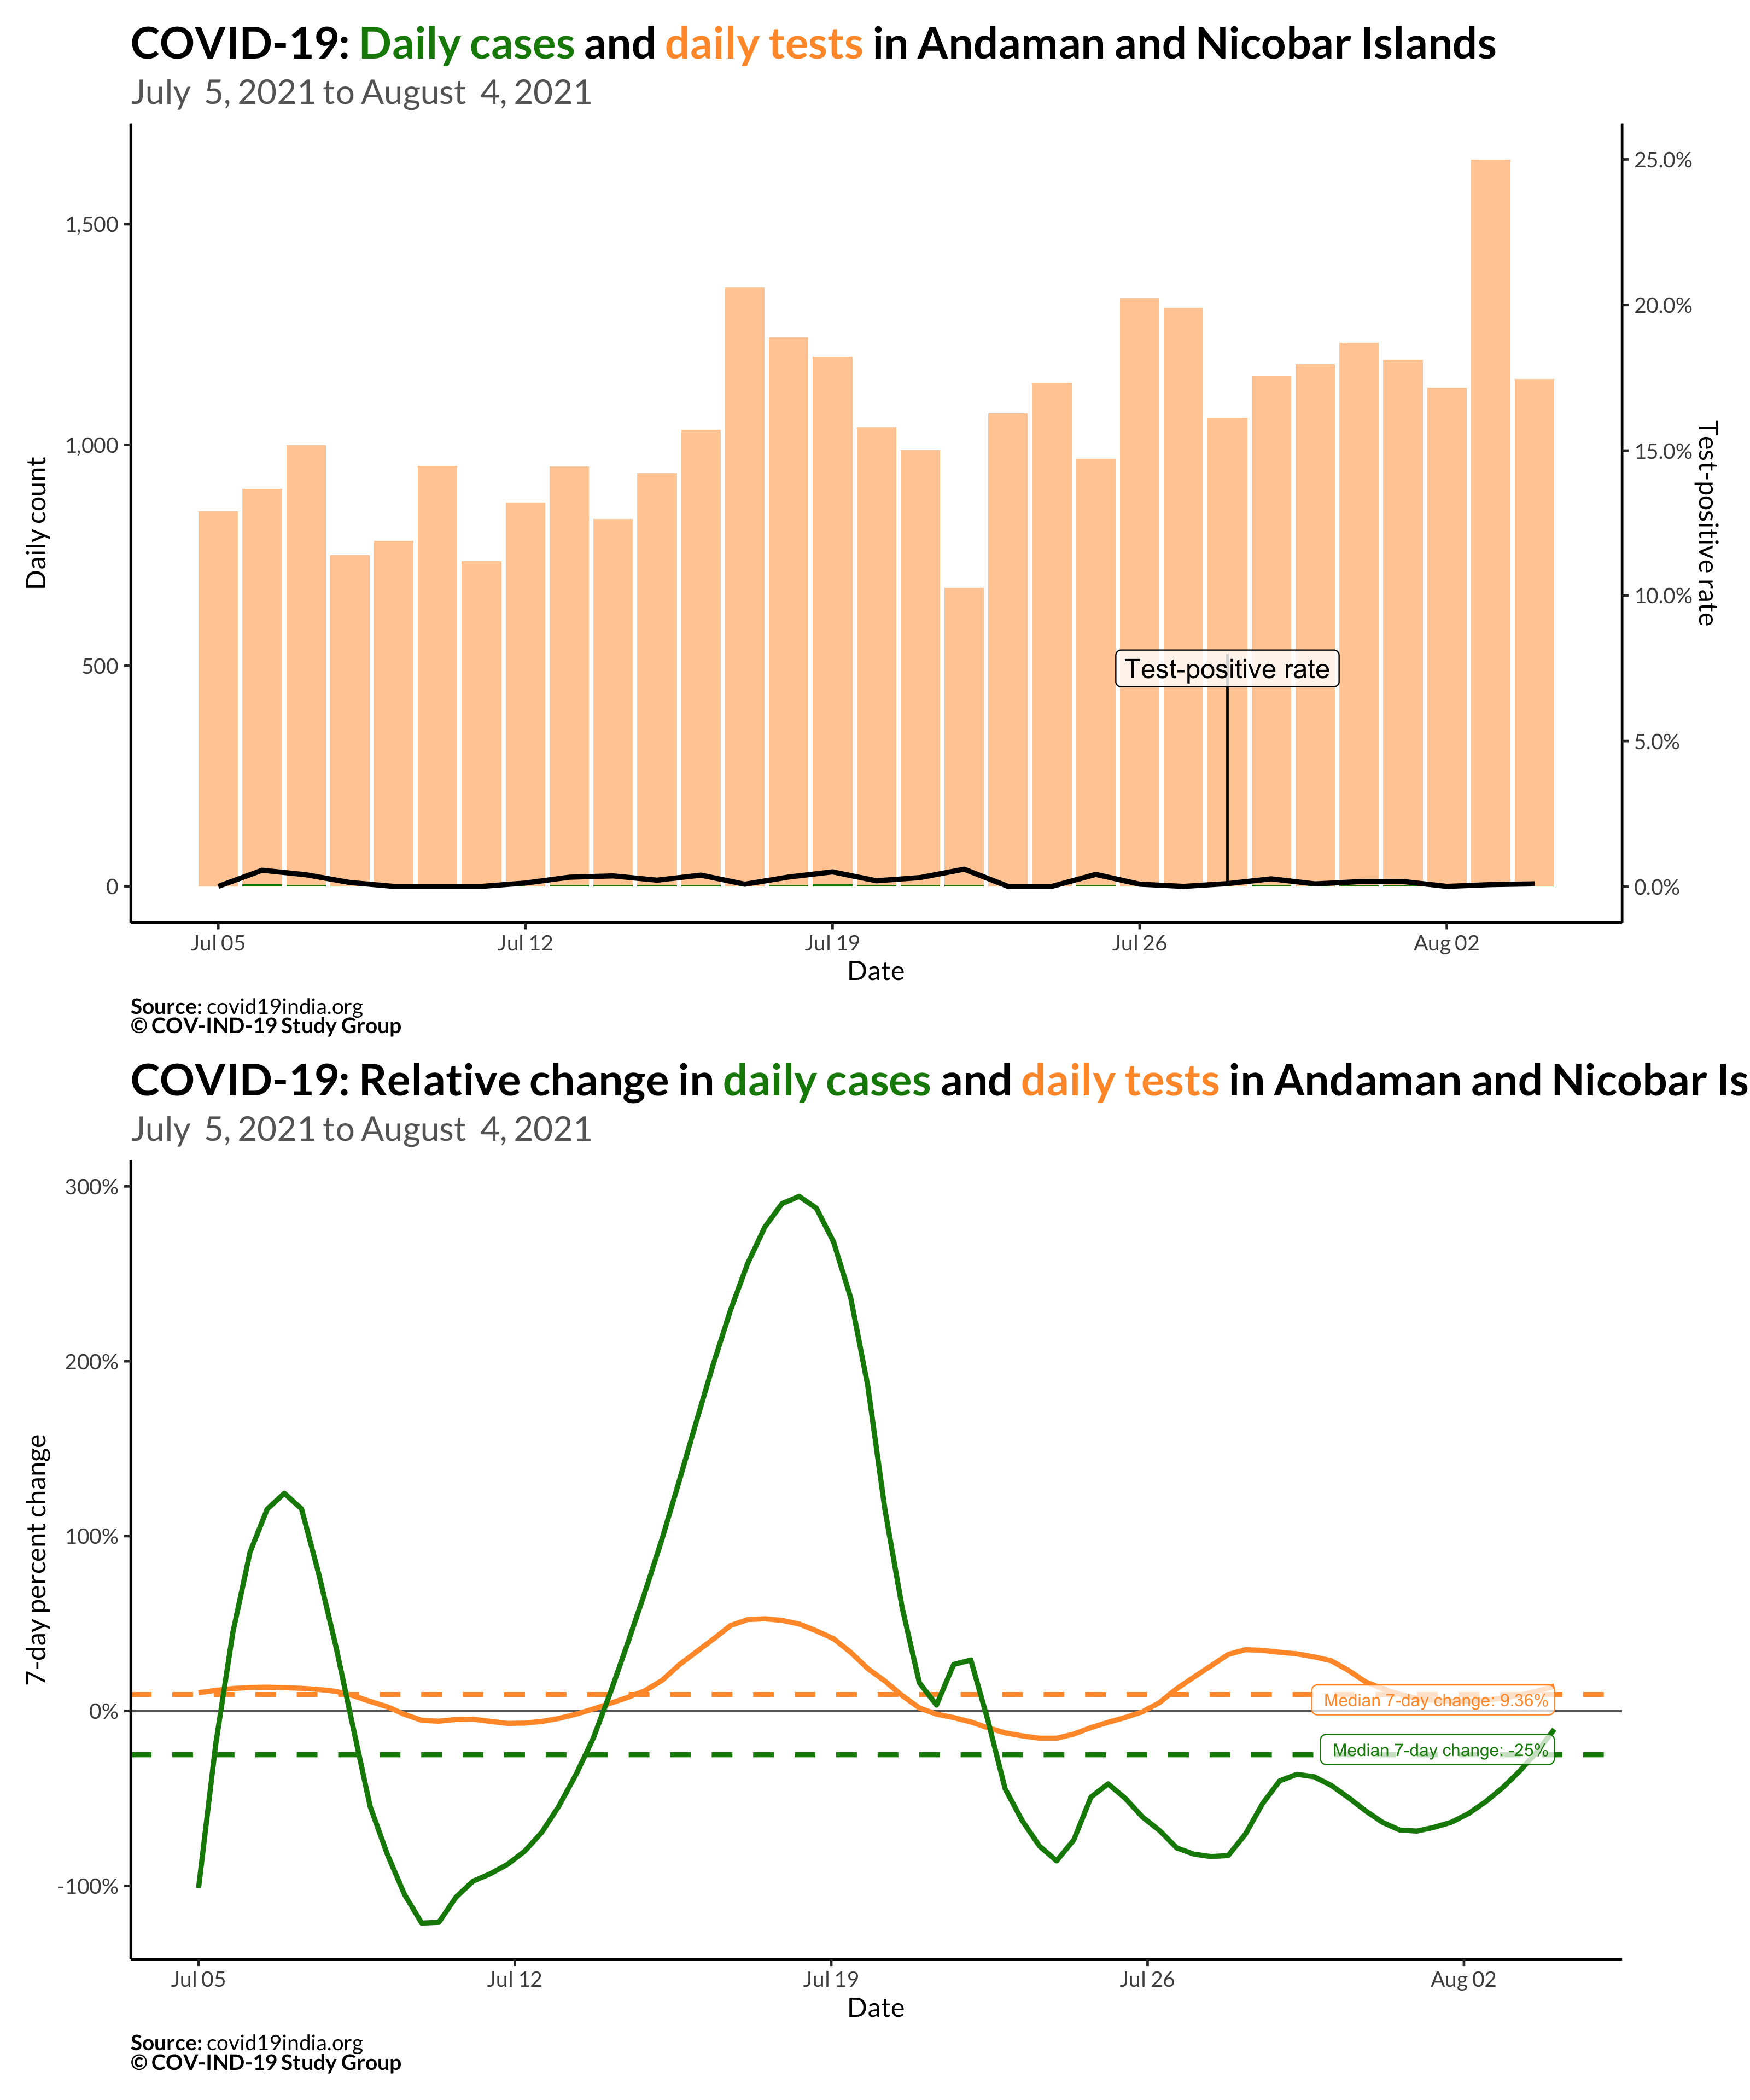 COVID-19: Daily cases and daily tests in Andaman and Nicobar Islands
July 5, 2021 to August 4, 2021
1,500
1,000
500
0
Daily count
25.0%
20.0%
15.0%
10.0%
5.0%
0.0%
Test-positive rate
Test-positive rate
Jul 05 Jul 12 Jul 19 Jul 26 Aug 02
Date
Source: covid19india.org
© COV-IND-19 Study Group
COVID-19: Relative change in daily cases and daily tests in Andaman and Nicobar Is
July 5, 2021 to August 4, 2021
300%
200%
100%
0%
-100%
7-day percent change
Median 7-day change: 9.36%
Median 7-day change: -25%
Jul 05 Jul 12 Jul 19 Jul 26 Aug 02
Date
Source: covid19india.org
© COV-IND-19 Study Group